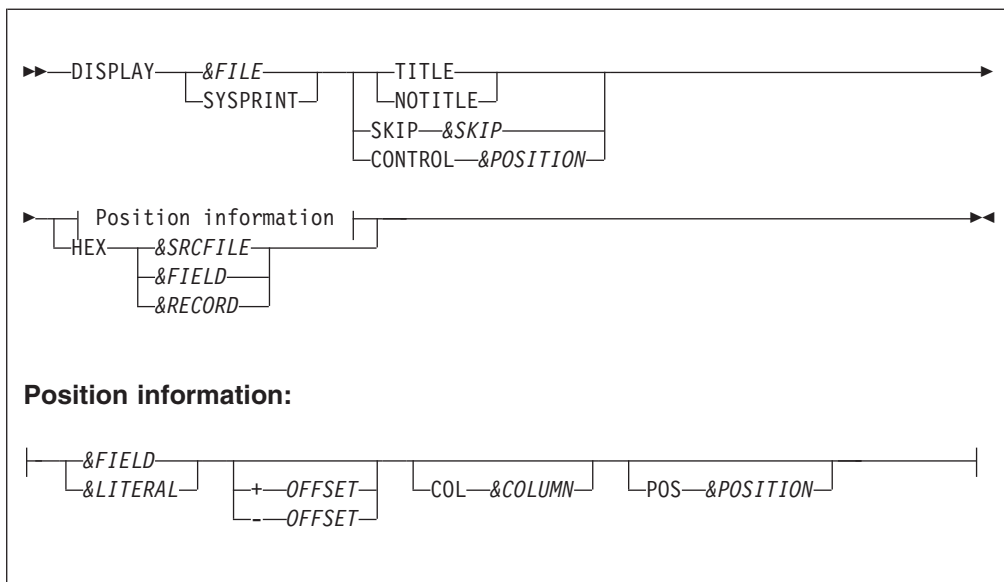 DISPLAY &FILE TITLE
SYSPRINT NOTITLE
SKIP &SKIP
CONTROL &POSITION
Position information
HEX &SRCFILE
&FIELD
&RECORD
Position information:
&FIELD
&LITERAL + OFFSET COL &COLUMN POS &POSITION
- OFFSET